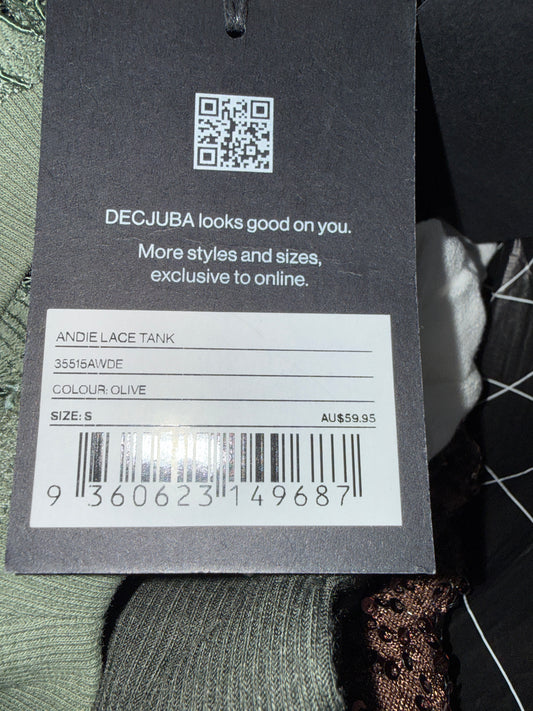 DECJUBA looks good on you.
More styles and sizes,
exclusive to online.
ANDIE LACE TANK
35515AWDE
COLOUR: OLIVE
SIZE: S AU$59.95
9 360623 149687